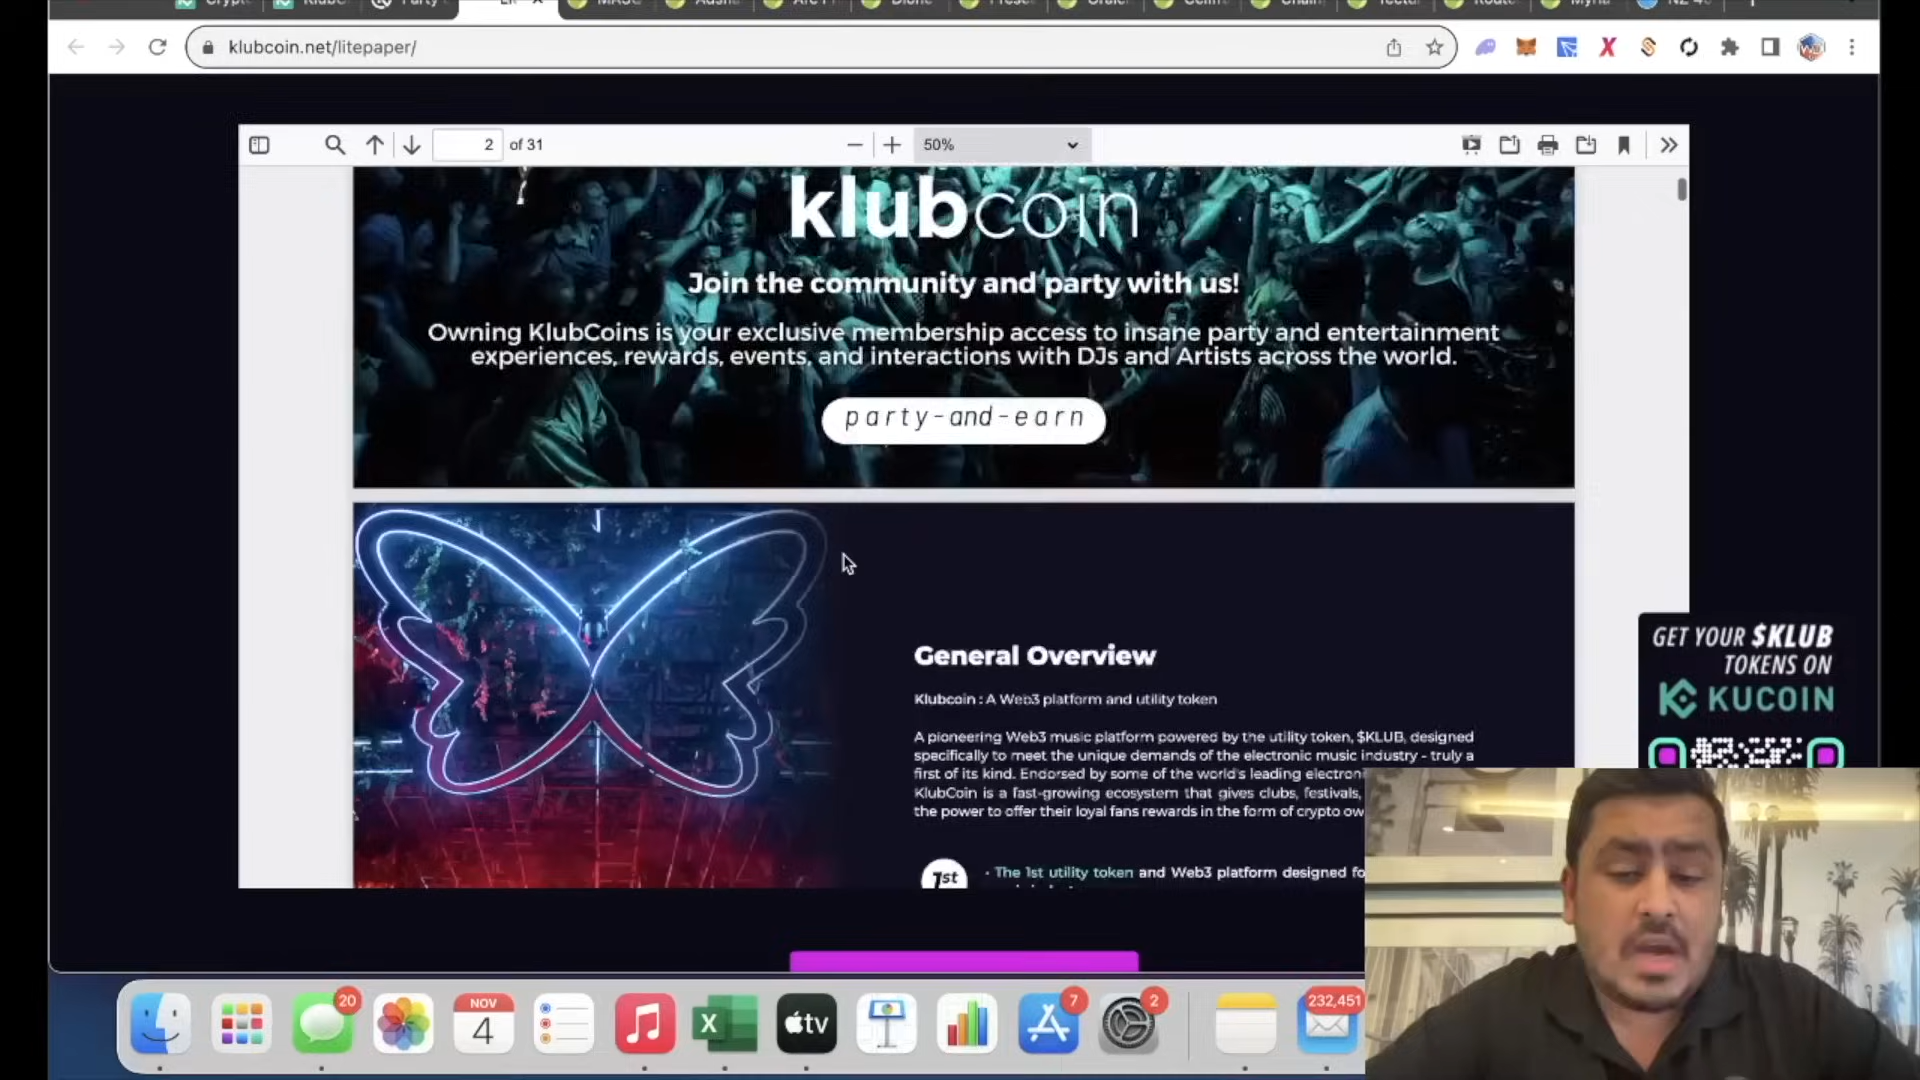 klubcoin.net/litepaper/
2 of 31
50%
klubcoin
Join the community and party with us!
Owning KlubCoins is your exclusive membership access to insane party and entertainment
experiences, rewards, events, and interactions with DJs and Artists across the world.
party-and-earn
General Overview
Klubcoin : A Web3 platform and utility token
A pioneering Web3 music platform powered by the utility token, $KLUB, designed
specifically to meet the unique demands of the electronic music industry - truly a
first of its kind. Endorsed by some of the world's leading
KlubCoin is a fast-growing ecosystem that gives clubs, festivals,
the power to offer their loyal fans rewards in the form of crypto
1st
· The 1st utility token and Web3 platform designed
GET YOUR $KLUB
TOKENS ON
KUCOIN
20
NOV
4
X
tv
7
2
232,451